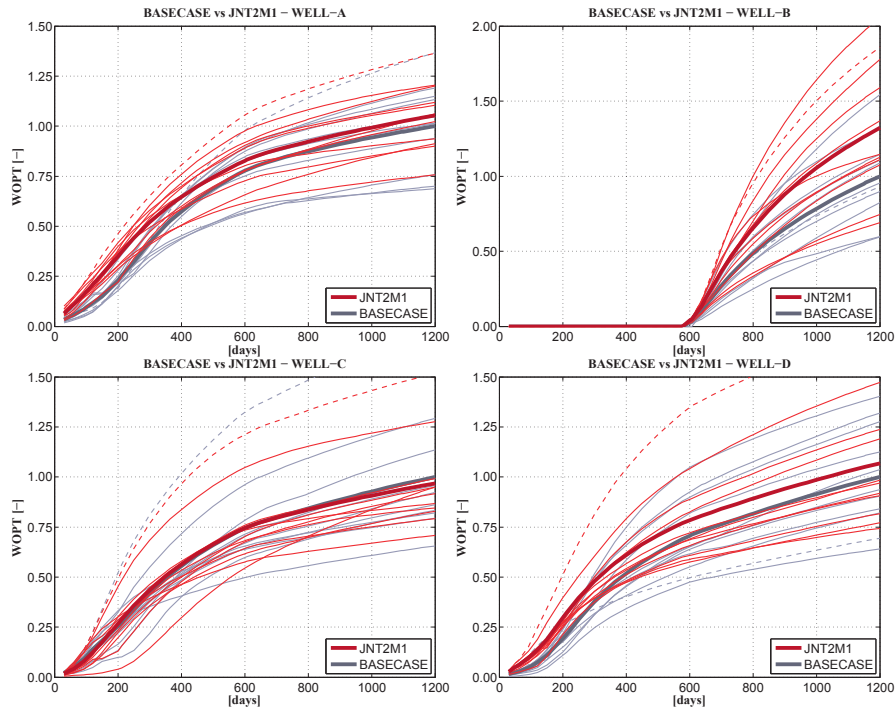 BASECASE vs JNT2M1 − WELL−A
1.50
1.25
1.00
0.75
0.50
0.25
0.00
WOPT [−]
0 200 400 600 800 1000 1200
[days]
JNT2M1
BASECASE
BASECASE vs JNT2M1 − WELL−B
2.00
1.50
1.00
0.50
0.00
WOPT [−]
0 200 400 600 800 1000 1200
[days]
JNT2M1
BASECASE
BASECASE vs JNT2M1 − WELL−C
1.50
1.25
1.00
0.75
0.50
0.25
0.00
WOPT [−]
0 200 400 600 800 1000 1200
[days]
JNT2M1
BASECASE
BASECASE vs JNT2M1 − WELL−D
1.50
1.25
1.00
0.75
0.50
0.25
0.00
WOPT [−]
0 200 400 600 800 1000 1200
[days]
JNT2M1
BASECASE